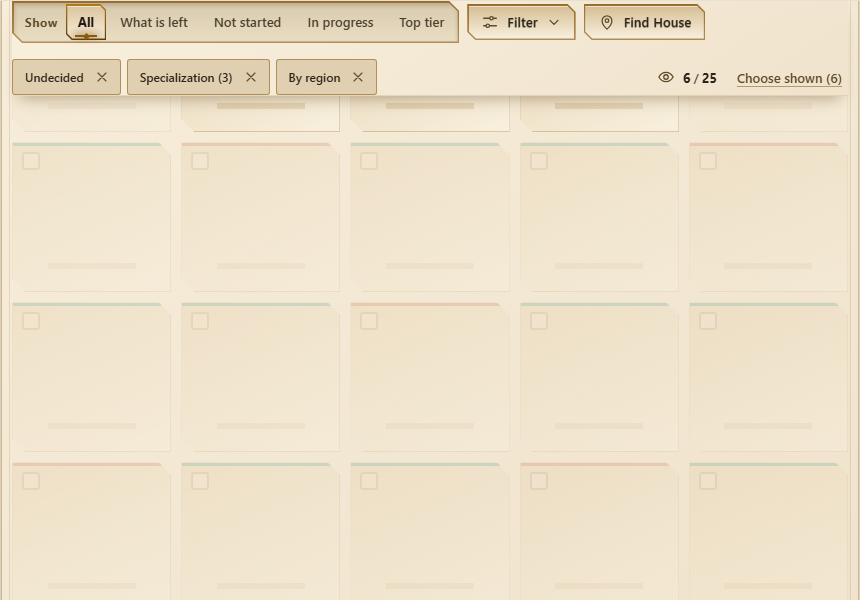 Show All What is left Not started In progress Top tier Filter Find House
Undecided Specialization (3) By region 6 / 25 Choose shown (6)